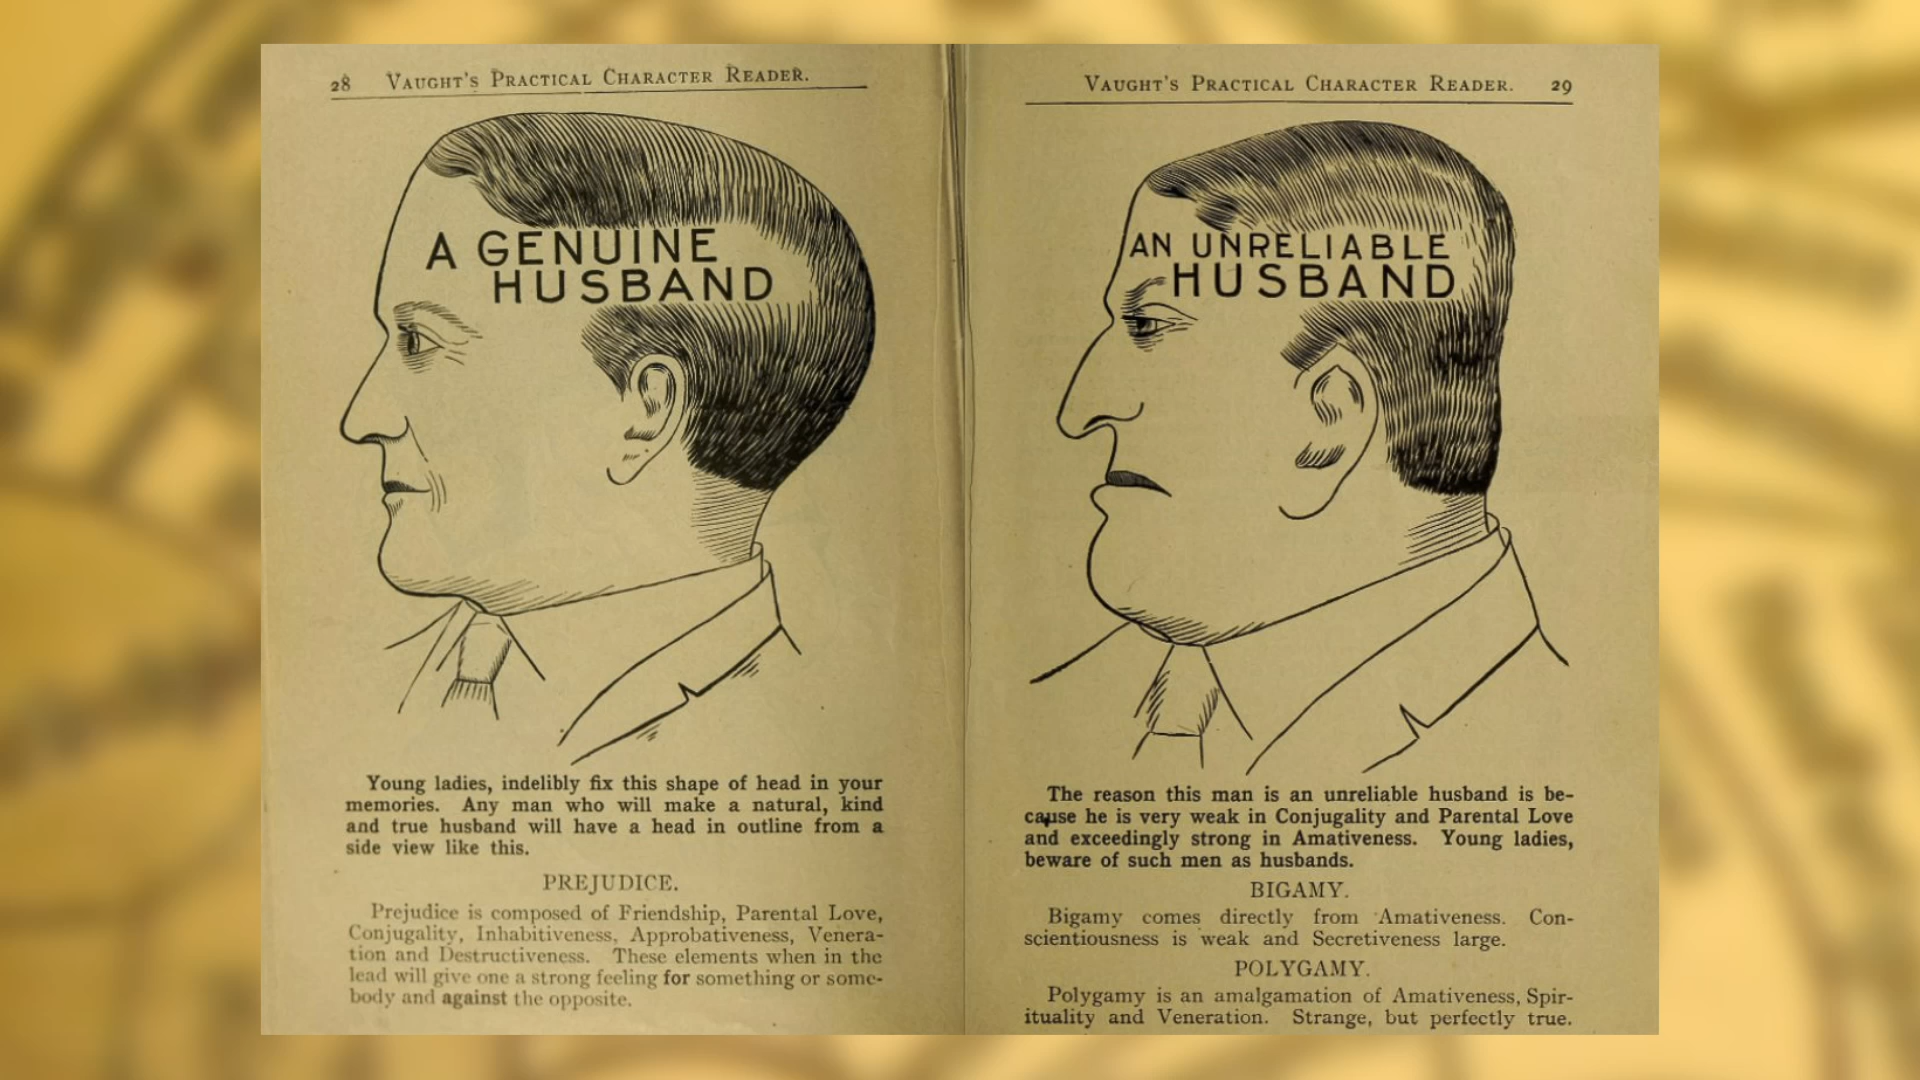 28 VAUGHT'S PRACTICAL CHARACTER READER.
A GENUINE
HUSBAND
Young ladies, indelibly fix this shape of head in your
memories. Any man who will make a natural, kind
and true husband will have a head in outline from a
side view like this.
PREJUDICE.
Prejudice is composed of Friendship, Parental Love,
Conjugality, Inhabitiveness, Approbativeness, Venera-
tion and Destructiveness. These elements when in the
lead will give one a strong feeling for something or some-
body and against the opposite.
VAUGHT'S PRACTICAL CHARACTER READER. 29
AN UNRELIABLE
HUSBAND
The reason this man is an unreliable husband is be-
cause he is very weak in Conjugality and Parental Love
and exceedingly strong in Amativeness. Young ladies,
beware of such men as husbands.
BIGAMY.
Bigamy comes directly from Amativeness. Con-
scientiousness is weak and Secretiveness large.
POLYGAMY.
Polygamy is an amalgamation of Amativeness, Spir-
ituality and Veneration. Strange, but perfectly true.